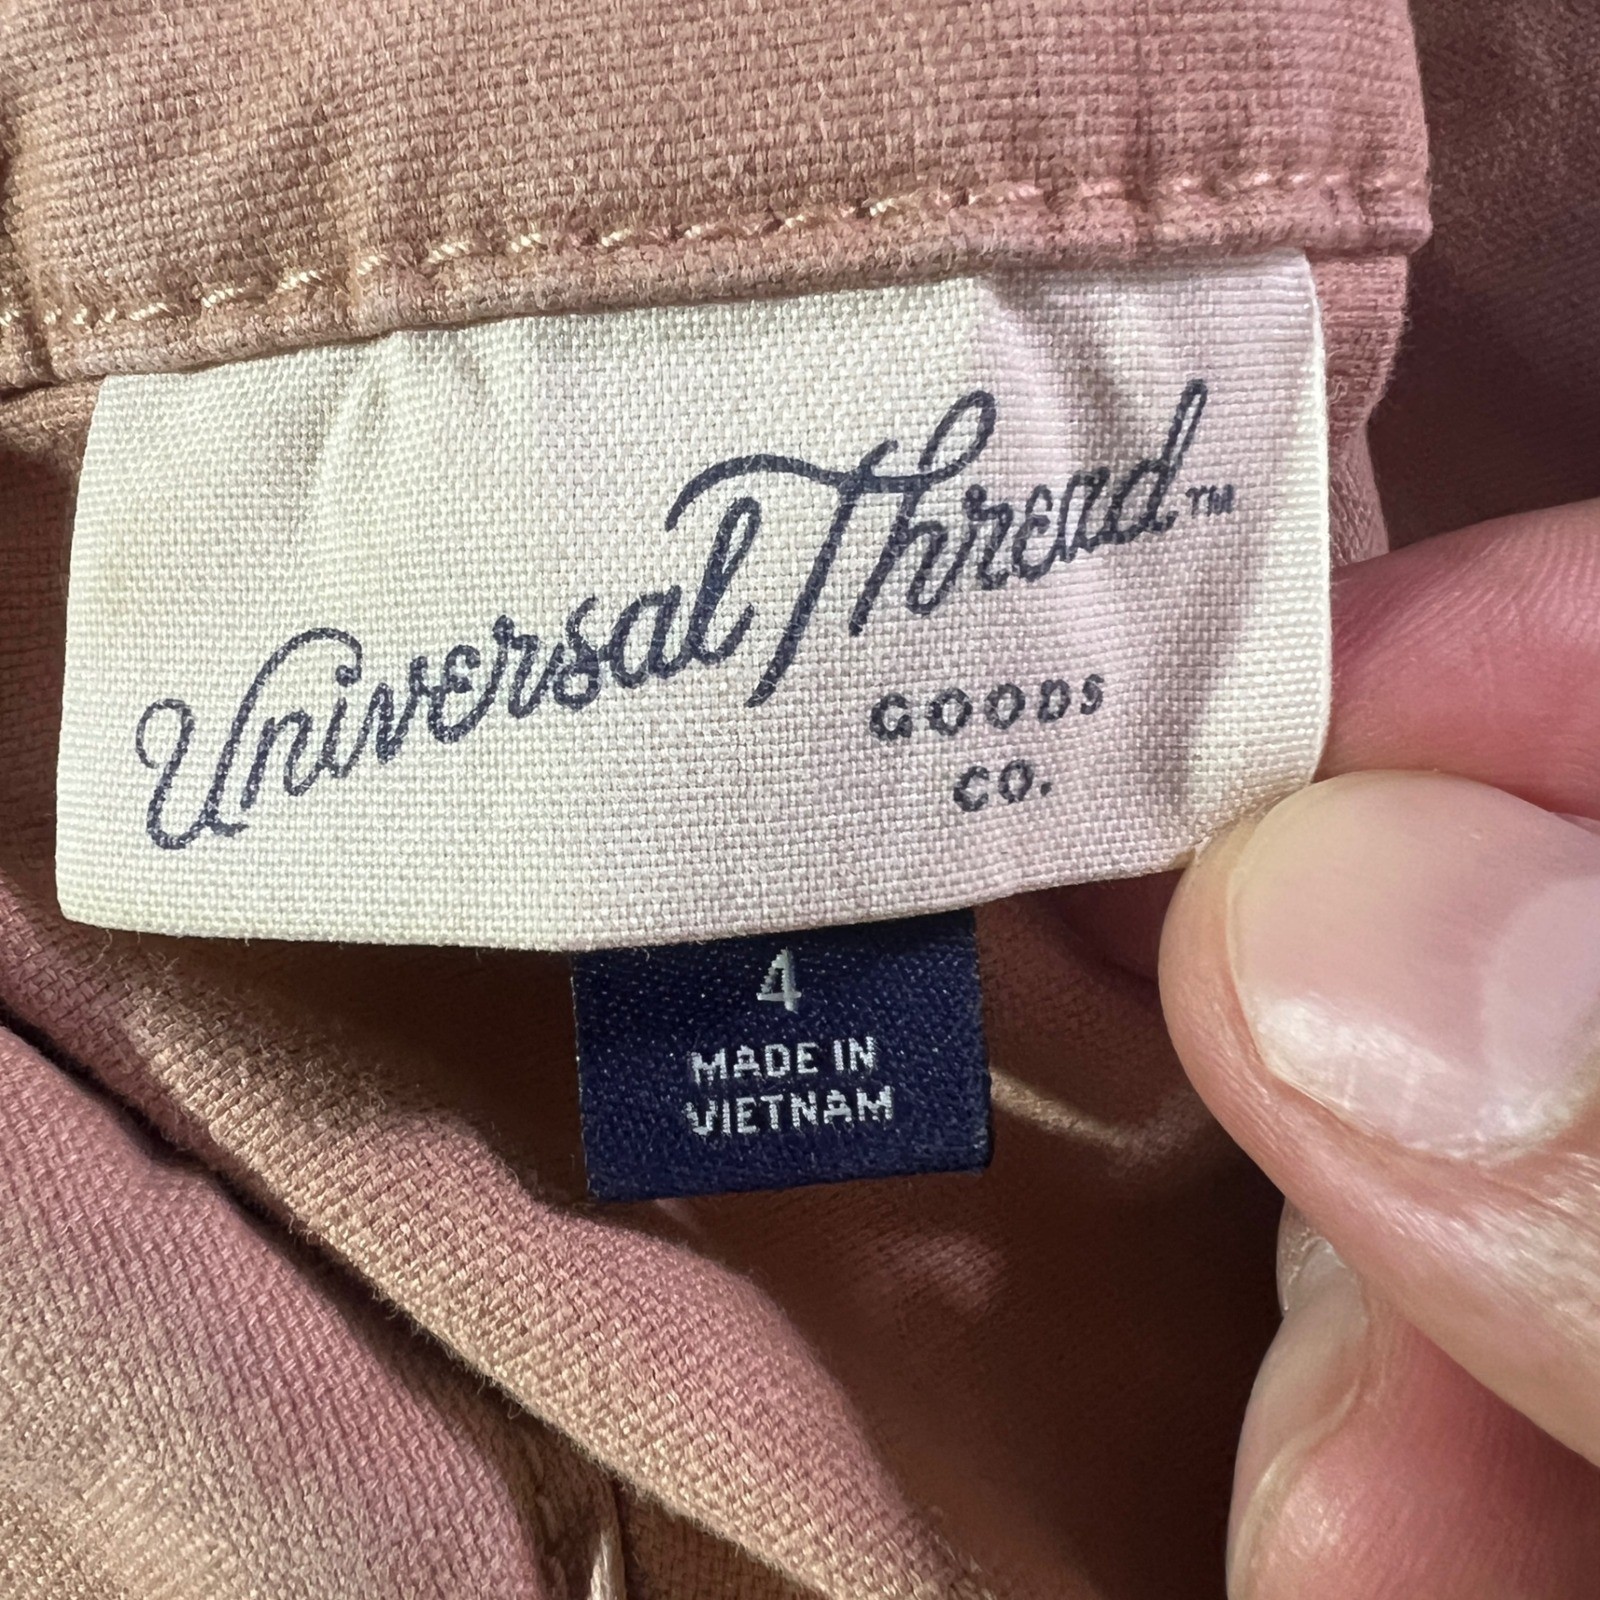 Universal Thread™
GOODS
CO.
4
MADE IN
VIETNAM